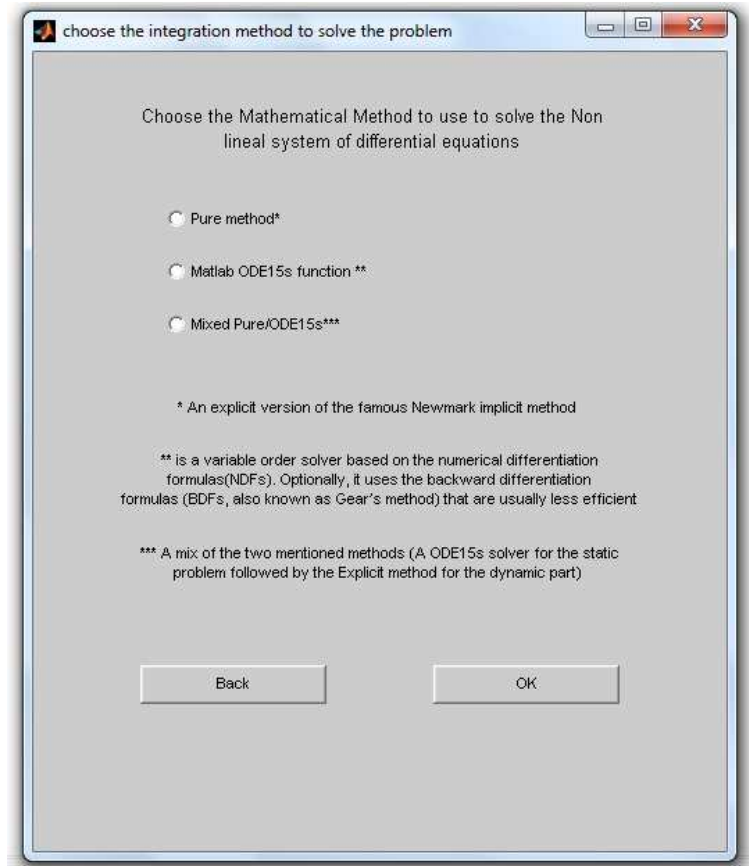 choose the integration method to solve the problem
Choose the Mathematical Method to use to solve the Non
lineal system of differential equations
Pure method*
Matlab ODE15s function **
Mixed Pure/ODE15s***
* An explicit version of the famous Newmark implicit method
** is a variable order solver based on the numerical differentiation
formulas(NDFs). Optionally, it uses the backward differentiation
formulas (BDFs, also known as Gear's method) that are usually less efficient
*** A mix of the two mentioned methods (A ODE15s solver for the static
problem followed by the Explicit method for the dynamic part)
Back
OK